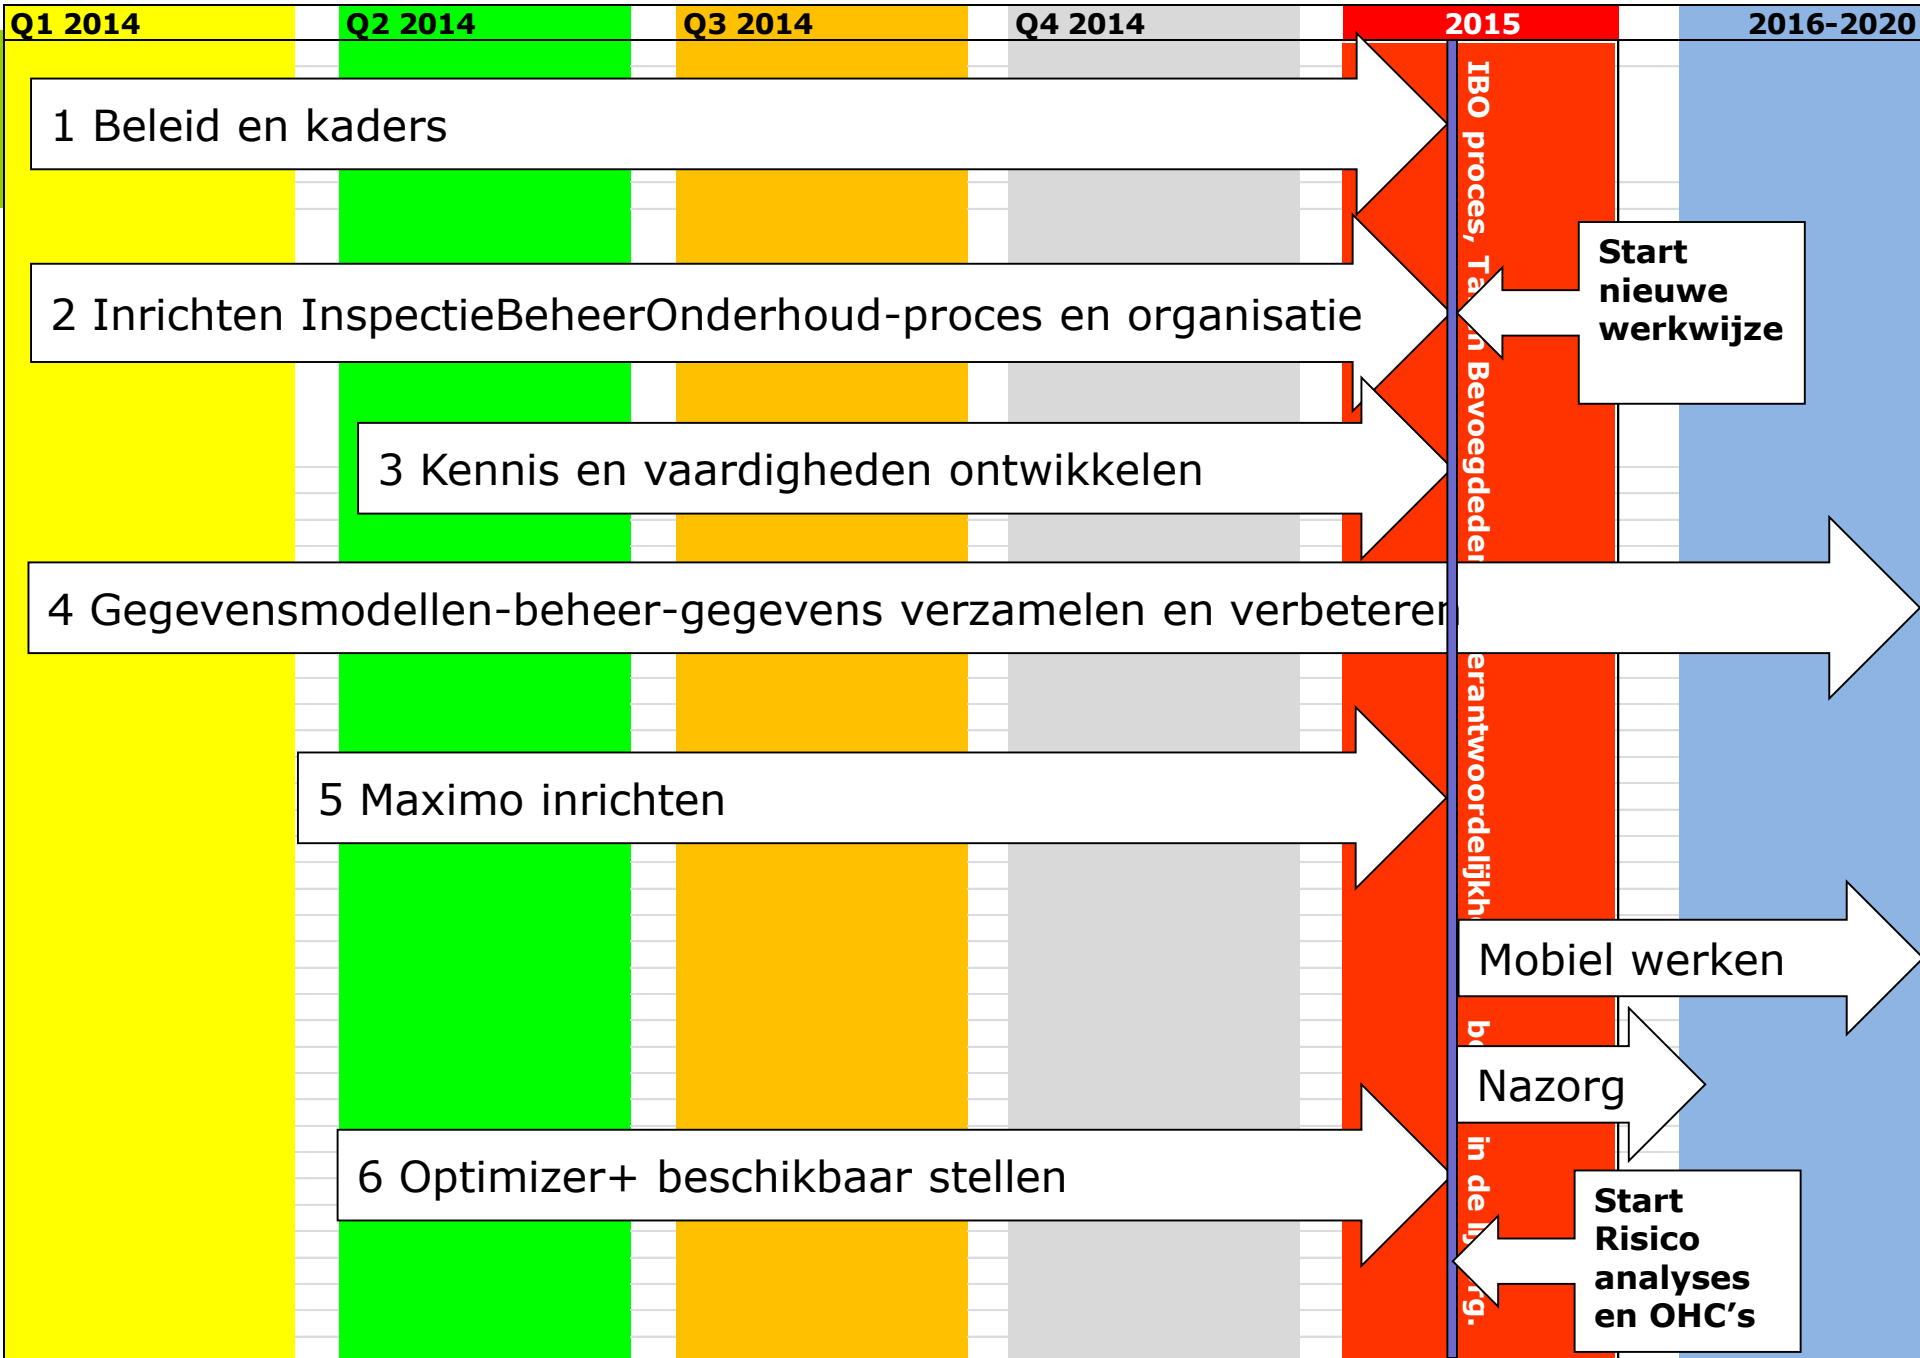 Q1 2014
Q2 2014
Q3 2014
Q4 2014
2015
2016-2020
1 Beleid en kaders
2 Inrichten InspectieBeheerOnderhoud-proces en organisatie
3 Kennis en vaardigheden ontwikkelen
4 Gegevensmodellen-beheer-gegevens verzamelen en verbeteren
5 Maximo inrichten
6 Optimizer+ beschikbaar stellen
IBO proces, in de
Start
nieuwe
werkwijze
Mobiel werken
Nazorg
Start
Risico
analyses
en OHC’s